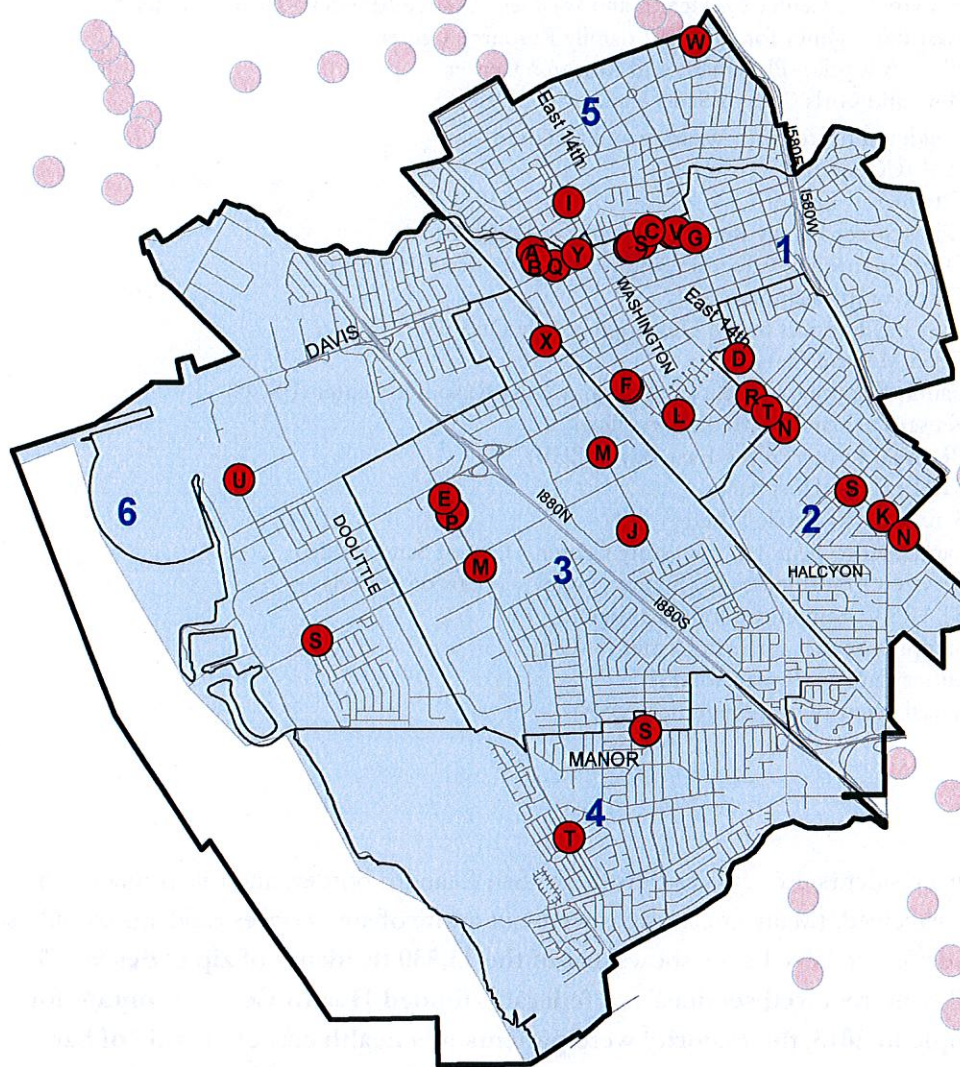 W
East 14th
5
I580E
I580W
I
C
V
G
S
1
A
B
Q
Y
WASHINGTON
East 14th
DAVIS
X
D
F
R
L
T
N
M
6
U
E
P
DOOLITTLE
I880N
S
2
K
N
J
M
3
HALCYON
I880S
S
S
MANOR
4
T